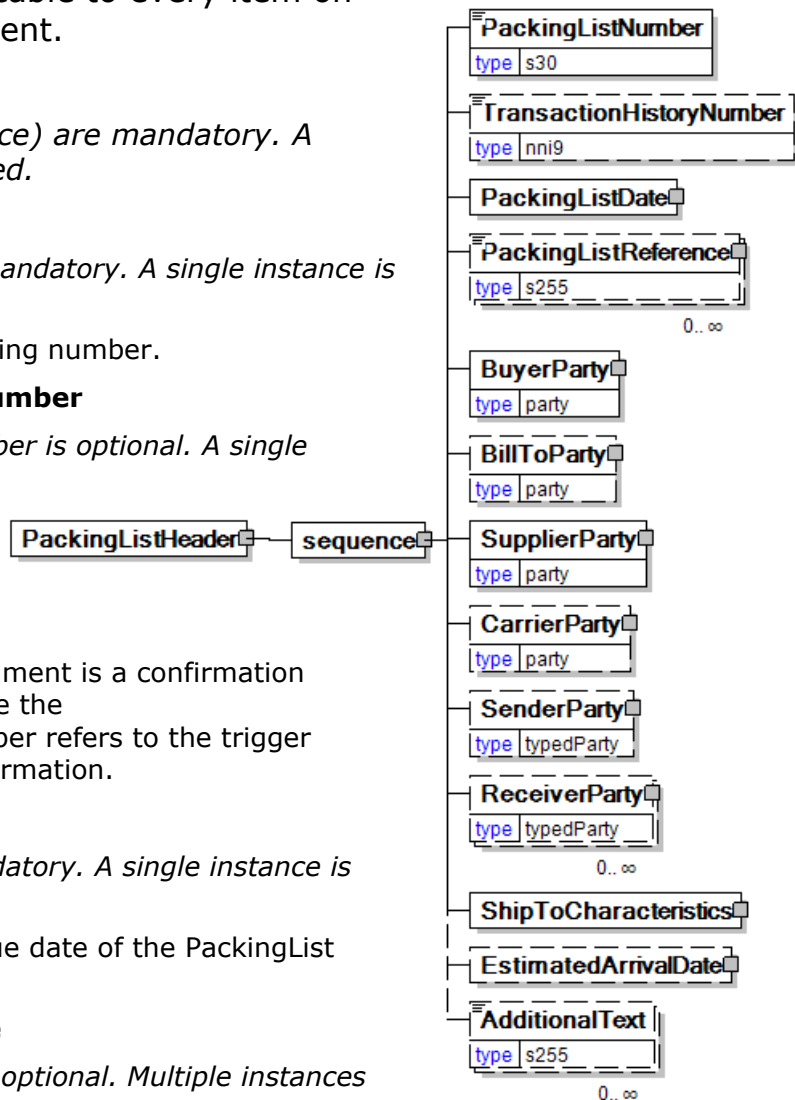 able to every item on
ent.
ce) are mandatory. A
ed.
andatory. A single instance is
ing number.
umber
ber is optional. A single
ment is a confirmation
e the
ber refers to the trigger
rmation.
datory. A single instance is
ue date of the PackingList
e
optional. Multiple instances
PackingListHeader
sequence
PackingListNumber
type s30
TransactionHistoryNumber
type nni9
PackingListDate
PackingListReference
type s255
0.. ∞
BuyerParty
type party
BillToParty
type party
SupplierParty
type party
CarrierParty
type party
SenderParty
type typedParty
ReceiverParty
type typedParty
0.. ∞
ShipToCharacteristics
EstimatedArrivalDate
AdditionalText
type s255
0.. ∞